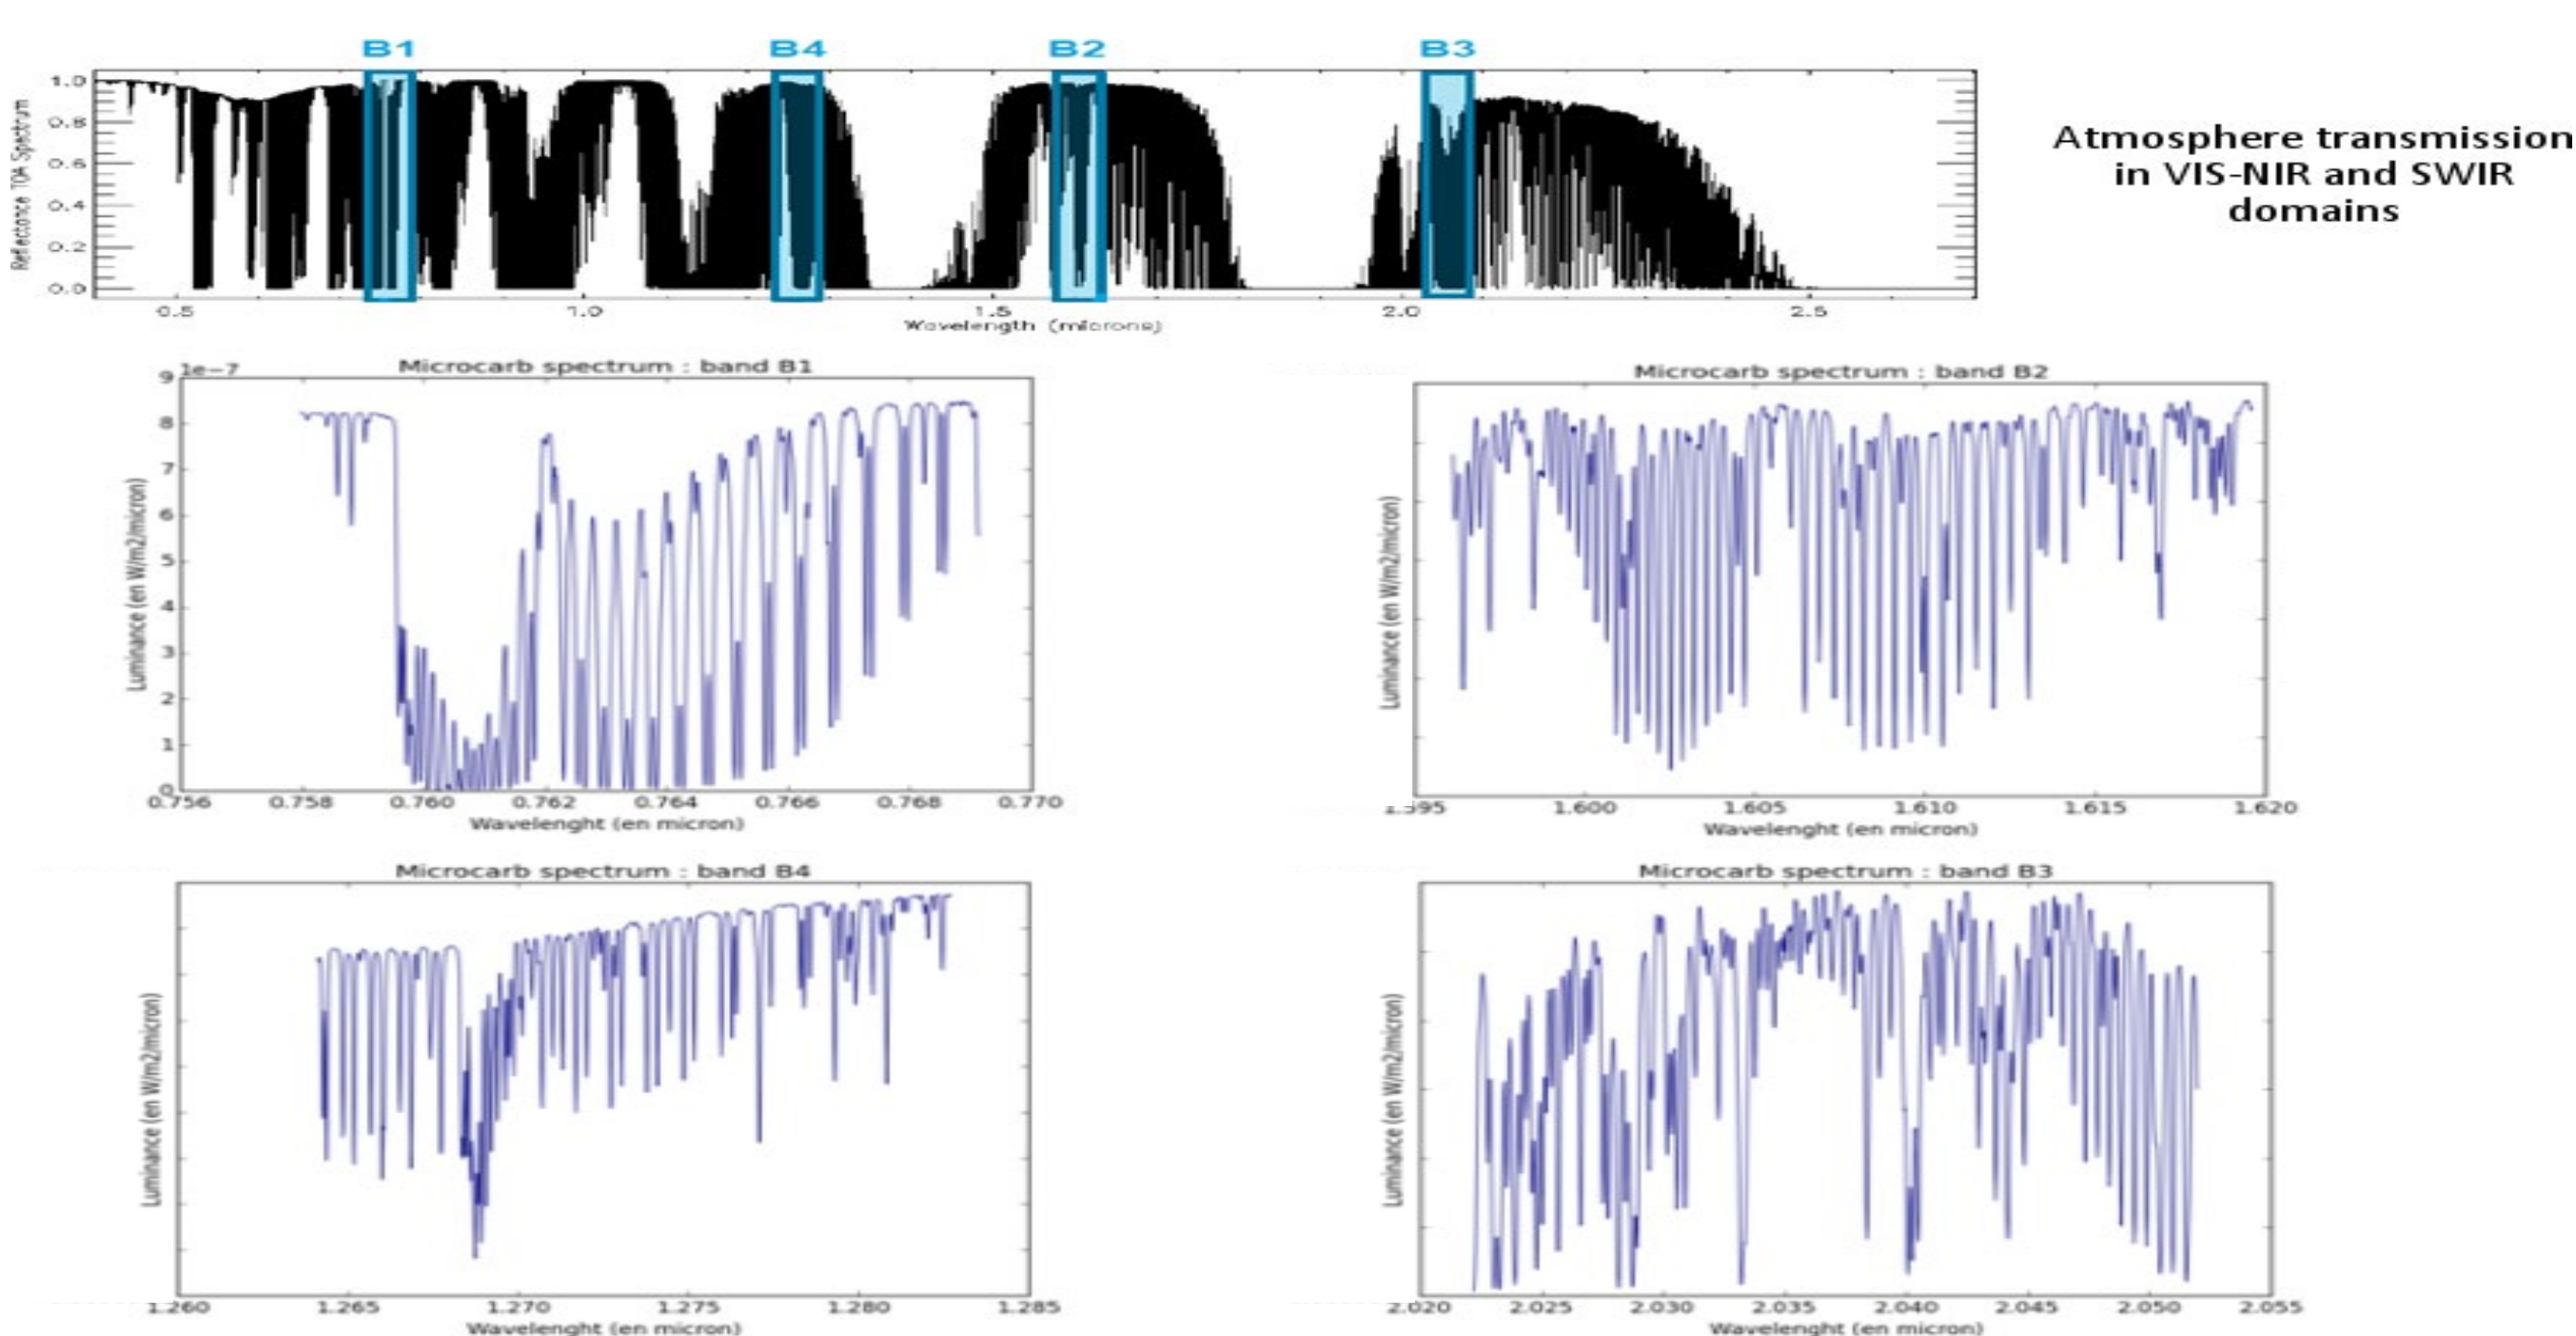 B1
B4
B2
B3
1.0
0.8
0.6
0.4
0.2
0.0
Reflectance TOA Spectrum
0.5 1.0 1.5 2.0 2.5
Wavelength (microns)
Atmosphere transmission
in VIS-NIR and SWIR
domains
Microcarb spectrum : band B1
1e-7
9
8
7
6
5
4
3
2
1
0
Luminance (en W/m2/micron)
0.756 0.758 0.760 0.762 0.764 0.766 0.768 0.770
Wavelenght (en micron)
Microcarb spectrum : band B2
Luminance (en W/m2/micron)
1.595 1.600 1.605 1.610 1.615 1.620
Wavelenght (en micron)
Microcarb spectrum : band B4
Luminance (en W/m2/micron)
1.260 1.265 1.270 1.275 1.280 1.285
Wavelenght (en micron)
Microcarb spectrum : band B3
Luminance (en W/m2/micron)
2.020 2.025 2.030 2.035 2.040 2.045 2.050 2.055
Wavelenght (en micron)